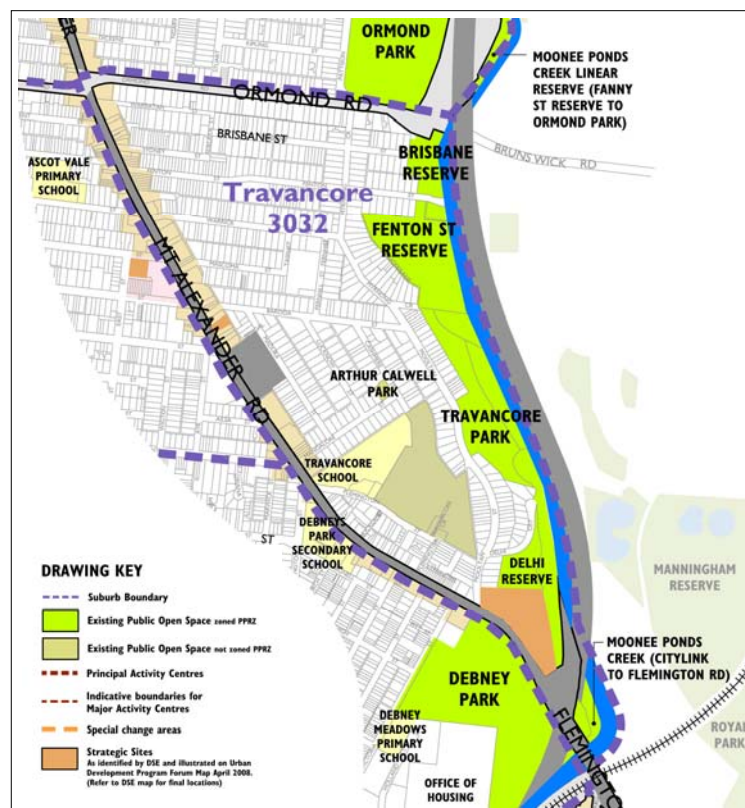 ORMOND
PARK
MOONEE PONDS
CREEK LINEAR
RESERVE (FANNY
ST RESERVE TO
ORMOND PARK)
ORMOND RD
BRISBANE ST
BRUNSWICK RD
ASCOT VALE
PRIMARY
SCHOOL
BRISBANE
RESERVE
Travancore
3032
FENTON ST
RESERVE
MT ALEXANDER RD
ARTHUR CALWELL
PARK
TRAVANCORE
PARK
TRAVANCORE
SCHOOL
DEBNEYS
PARK
SECONDARY
SCHOOL
ST
DELHI
RESERVE
MANNINGHAM
RESERVE
MOONEE PONDS
CREEK (CITYLINK
TO FLEMINGTON RD)
DEBNEY
PARK
FLEMINGTO
ROYA
PARK
DEBNEY
MEADOWS
PRIMARY
SCHOOL
OFFICE OF
HOUSING
DRAWING KEY
Suburb Boundary
Existing Public Open Space zoned PPRZ
Existing Public Open Space not zoned PPRZ
Principal Activity Centres
Indicative boundaries for
Major Activity Centres
Special change areas
Strategic Sites
As identified by DSE and illustrated on Urban
Development Program Forum Map April 2008.
(Refer to DSE map for final locations)